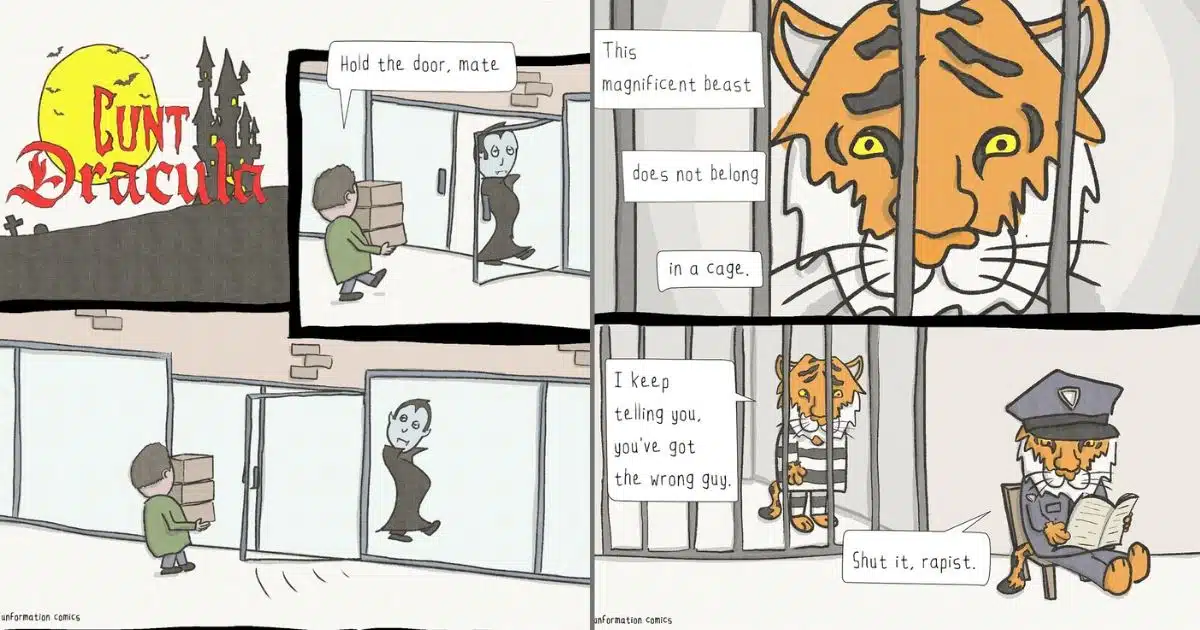 Cunt
Dracula
Hold the door, mate
unformation comics
This
magnificent beast
does not belong
in a cage.
I keep
telling you,
you've got
the wrong guy.
Shut it, rapist.
unformation comics